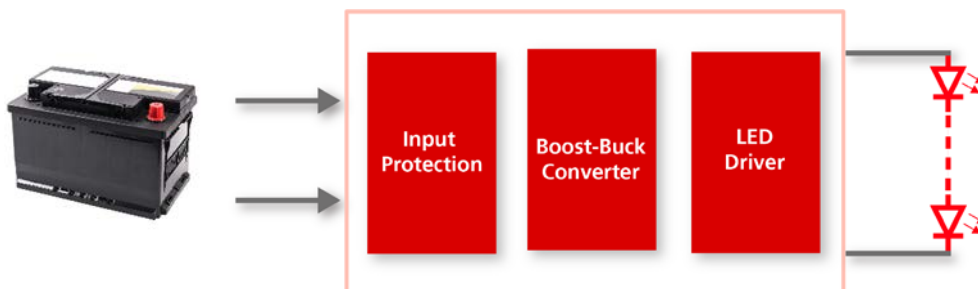 Input
Protection
Boost-Buck
Converter
LED
Driver